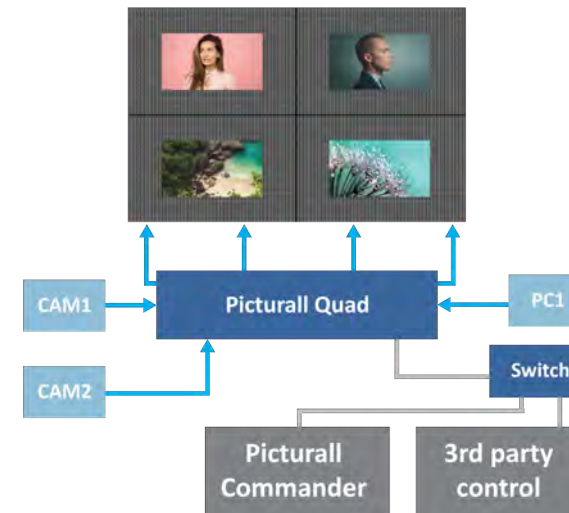 CAM1
Picturall Quad
PC1
CAM2
Switch
Picturall
Commander
3rd party
control